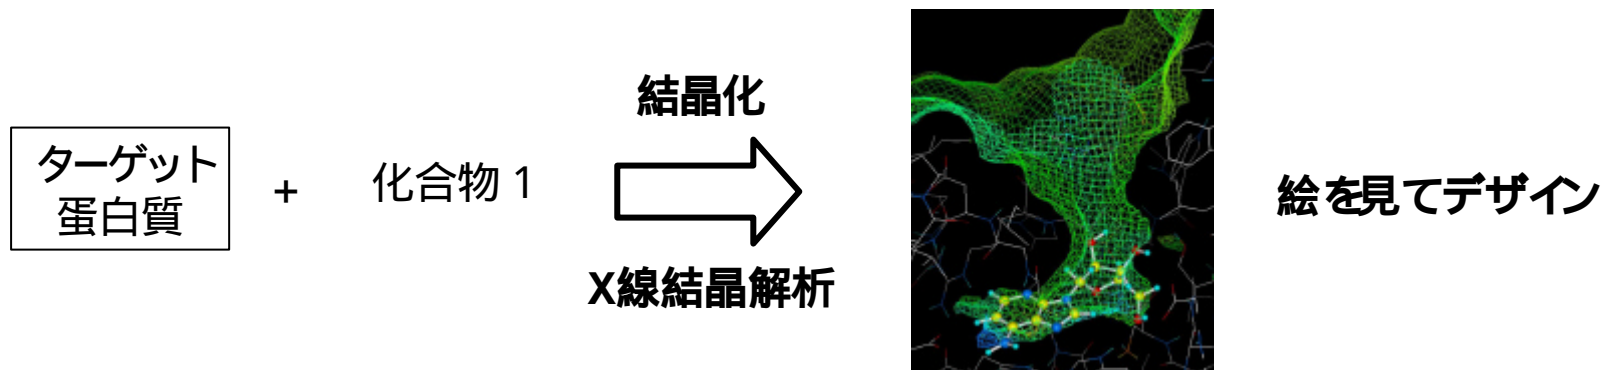 ターゲット
蛋白質
+
化合物 1
結晶化
X線結晶解析
絵を見てデザイン